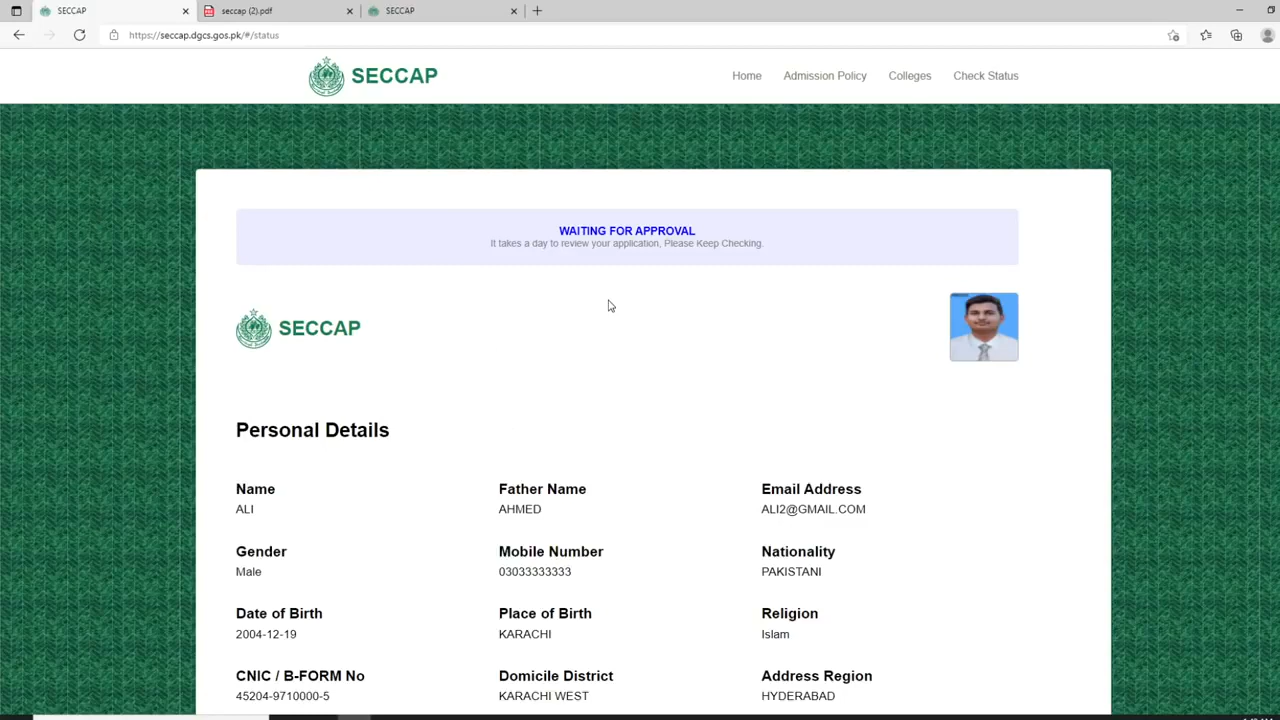 SECCAP
seccap (2).pdf
SECCAP
https://seccap.dgcs.gos.pk/#/status
SECCAP
Home
Admission Policy
Colleges
Check Status
WAITING FOR APPROVAL
It takes a day to review your application, Please Keep Checking.
SECCAP
Personal Details
Name
Father Name
Email Address
ALI
AHMED
ALI2@GMAIL.COM
Gender
Mobile Number
Nationality
Male
03033333333
PAKISTANI
Date of Birth
Place of Birth
Religion
2004-12-19
KARACHI
Islam
CNIC / B-FORM No
Domicile District
Address Region
45204-9710000-5
KARACHI WEST
HYDERABAD